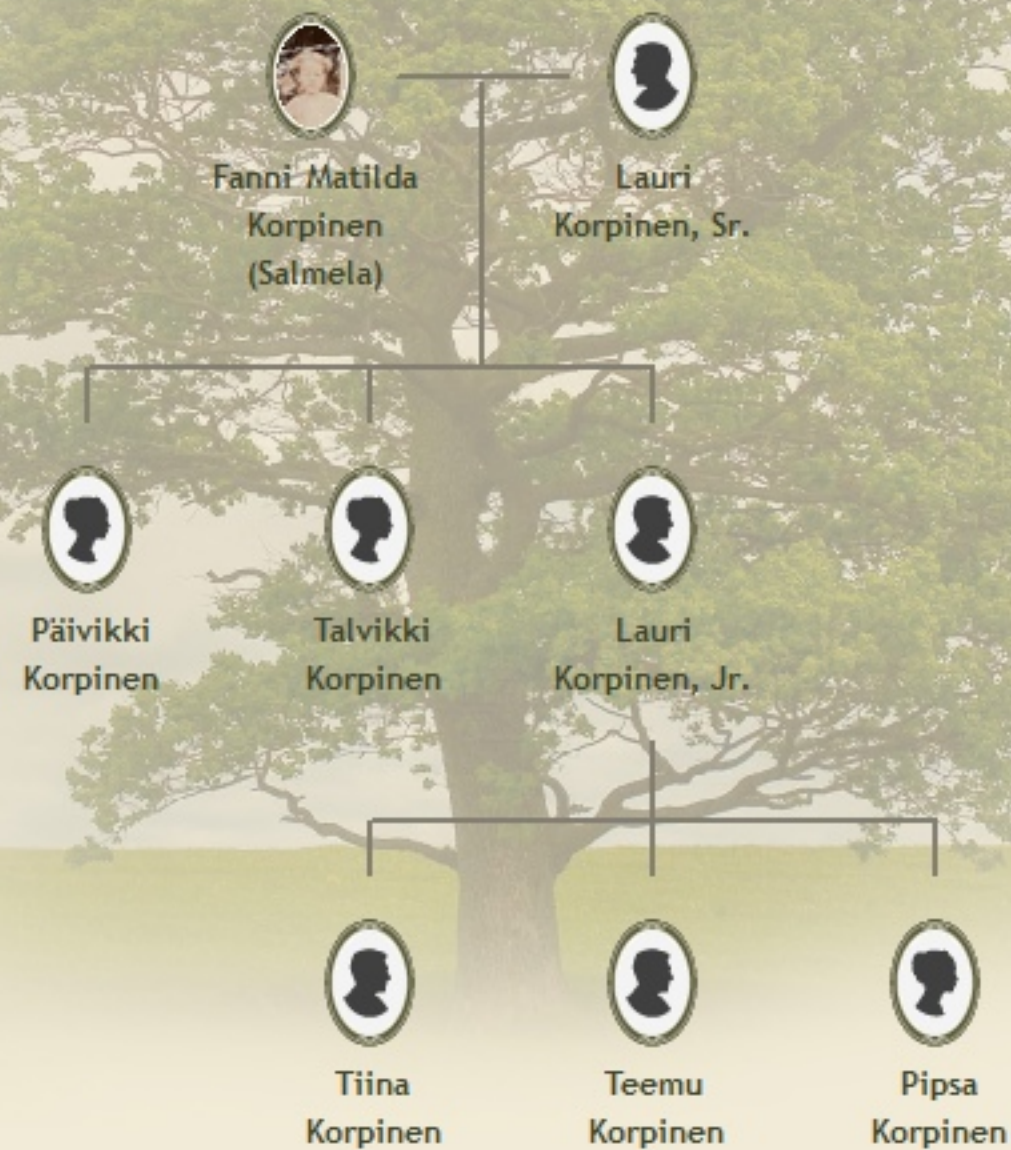 Fanni Matilda
Korpinen
(Salmela)
Lauri
Korpinen, Sr.
Päivikki
Korpinen
Talvikki
Korpinen
Lauri
Korpinen, Jr.
Tiina
Korpinen
Teemu
Korpinen
Pipsa
Korpinen